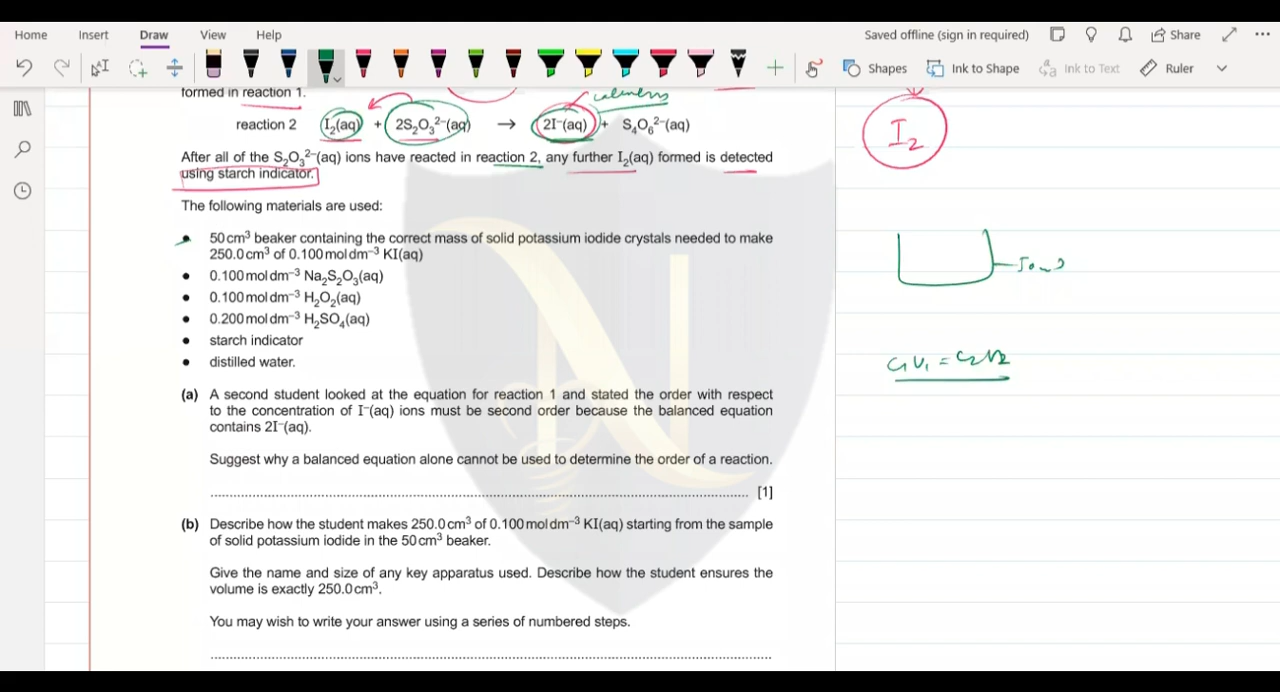 Home Insert Draw View Help Saved offline (sign in required) Share
Shapes Ink to Shape Ink to Text Ruler
formed in reaction 1.
reaction 2 I₂(aq) + 2S₂O₃²⁻(aq) → 2I⁻(aq) + S₄O₆²⁻(aq)
I₂
After all of the S₂O₃²⁻(aq) ions have reacted in reaction 2, any further I₂(aq) formed is detected
using starch indicator.
The following materials are used:
• 50 cm³ beaker containing the correct mass of solid potassium iodide crystals needed to make
250.0 cm³ of 0.100 mol dm⁻³ KI(aq)
• 0.100 mol dm⁻³ Na₂S₂O₃(aq)
• 0.100 mol dm⁻³ H₂O₂(aq)
• 0.200 mol dm⁻³ H₂SO₄(aq)
• starch indicator
• distilled water.
C₁V₁ = C₂V₂
(a) A second student looked at the equation for reaction 1 and stated the order with respect
to the concentration of I⁻(aq) ions must be second order because the balanced equation
contains 2I⁻(aq).
Suggest why a balanced equation alone cannot be used to determine the order of a reaction.
[1]
(b) Describe how the student makes 250.0 cm³ of 0.100 mol dm⁻³ KI(aq) starting from the sample
of solid potassium iodide in the 50 cm³ beaker.
Give the name and size of any key apparatus used. Describe how the student ensures the
volume is exactly 250.0 cm³.
You may wish to write your answer using a series of numbered steps.